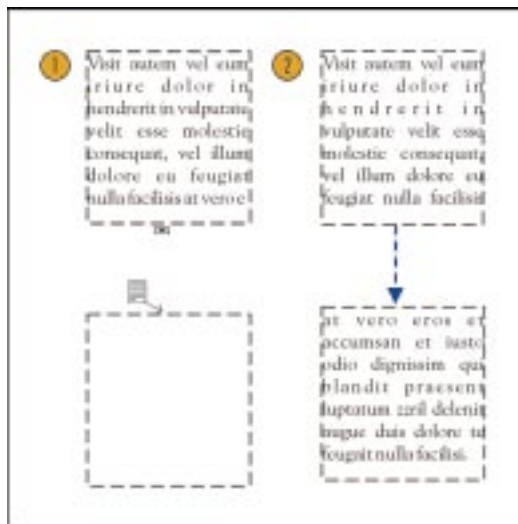 1
Visit autem vel eum
iriure dolor in
hendrerit in vulputate
velit esse molestie
consequat, vel illum
dolore eu feugiat
nulla facilisis at vero e
2
Visit autem vel eum
iriure dolor in
hendrerit in
vulputate velit esse
molestie consequat,
vel illum dolore eu
feugiat nulla facilisi
at vero eros et
accumsan et iusto
odio dignissim qui
blandit praesent
luptatum zzril delenit
augue duis dolore te
feugait nulla facilisi.